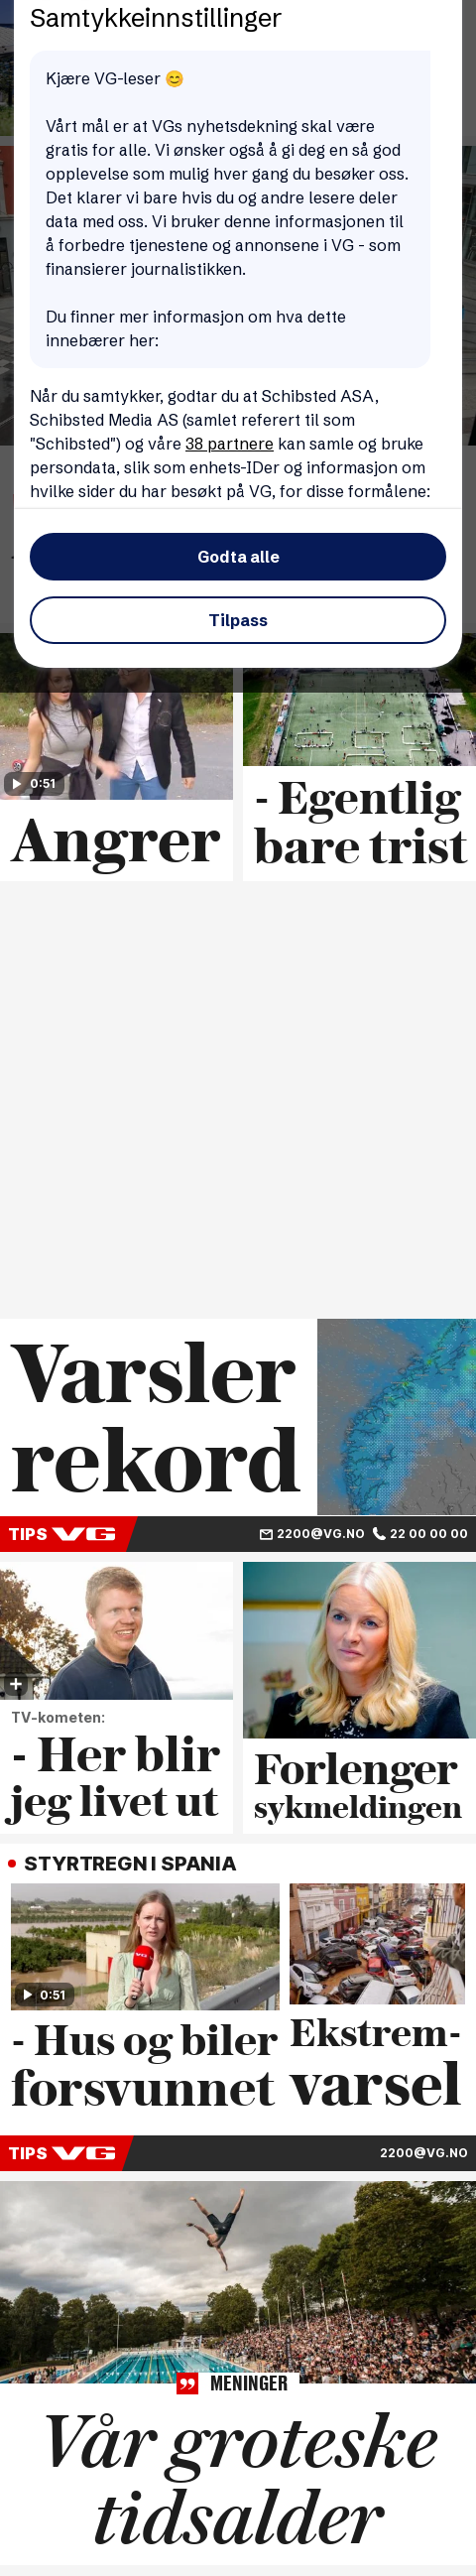 Samtykkeinnstillinger
Kjære VG-leser 😊
Vårt mål er at VGs nyhetsdekning skal være
gratis for alle. Vi ønsker også å gi deg en så god
opplevelse som mulig hver gang du besøker oss.
Det klarer vi bare hvis du og andre lesere deler
data med oss. Vi bruker denne informasjonen til
å forbedre tjenestene og annonsene i VG - som
finansierer journalistikken.
Du finner mer informasjon om hva dette
innebærer her:
Når du samtykker, godtar du at Schibsted ASA,
Schibsted Media AS (samlet referert til som
"Schibsted") og våre 38 partnere kan samle og bruke
persondata, slik som enhets-IDer og informasjon om
hvilke sider du har besøkt på VG, for disse formålene:
Godta alle
Tilpass
0:51
Angrer
- Egentlig
bare trist
Varsler
rekord
TIPS VG
2200@VG.NO 22 00 00 00
TV-kometen:
- Her blir
jeg livet ut
Forlenger
sykmeldingen
STYRTREGN I SPANIA
0:51
- Hus og biler
forsvunnet
Ekstrem-
varsel
TIPS VG
2200@VG.NO
MENINGER
Vår groteske
tidsalder